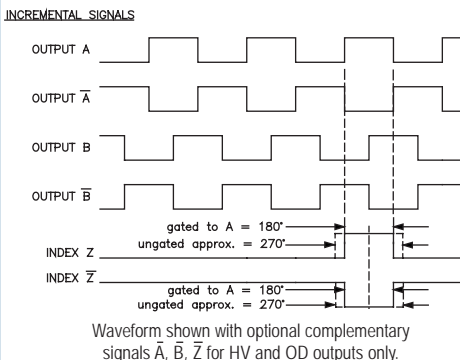 INCREMENTAL SIGNALS
OUTPUT A
OUTPUT A̅
OUTPUT B
OUTPUT B̅
gated to A = 180°
ungated approx. = 270°
INDEX Z
INDEX Z̅
gated to A = 180°
ungated approx. = 270°
Waveform shown with optional complementary
signals A̅, B̅, Z̅ for HV and OD outputs only.